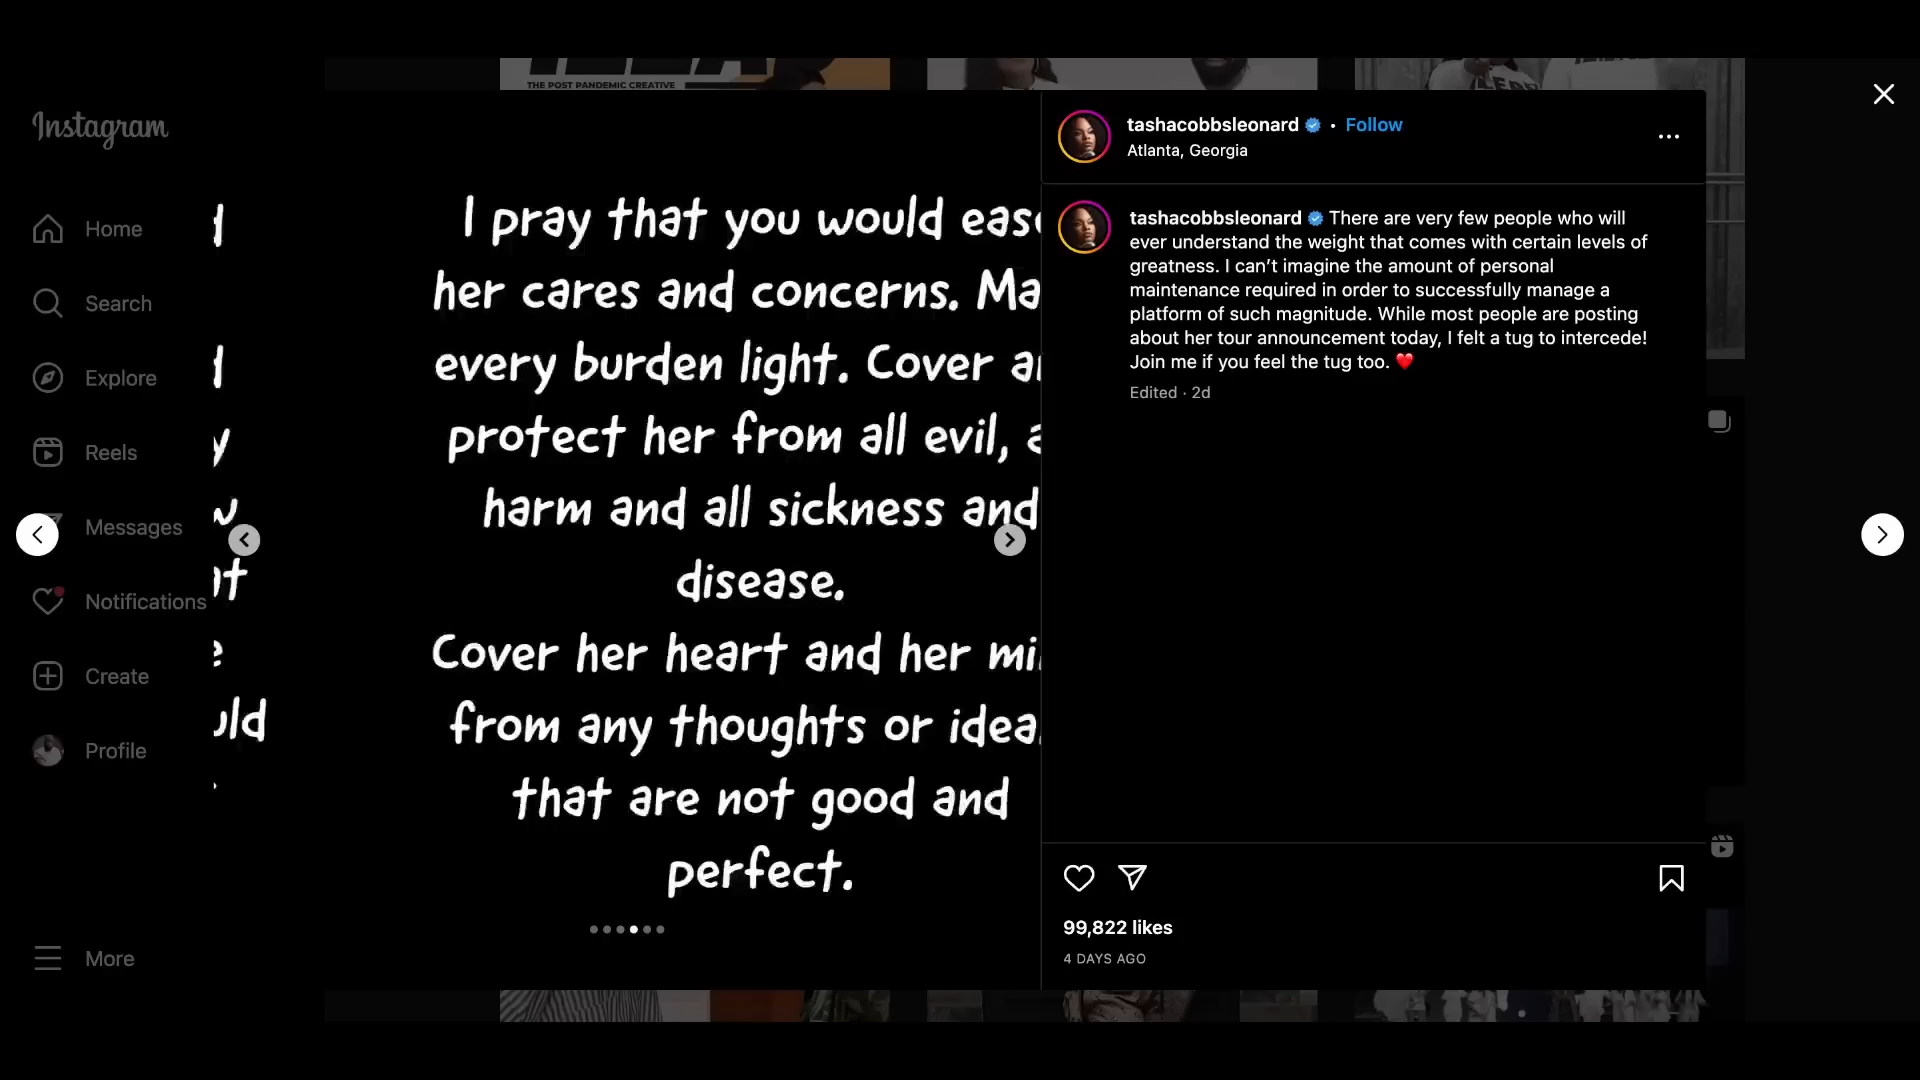 THE POST PANDEMIC CREATIVE
Instagram
Home
Search
Explore
Reels
Messages
Notifications
Create
Profile
More
uld
I pray that you would eas
her cares and concerns. Ma
every burden light. Cover a
protect her from all evil, a
harm and all sickness and
disease.
Cover her heart and her mi
from any thoughts or idea
that are not good and
perfect.
tashacobbsleonard • Follow
Atlanta, Georgia
tashacobbsleonard There are very few people who will
ever understand the weight that comes with certain levels of
greatness. I can’t imagine the amount of personal
maintenance required in order to successfully manage a
platform of such magnitude. While most people are posting
about her tour announcement today, I felt a tug to intercede!
Join me if you feel the tug too. ❤️
Edited · 2d
99,822 likes
4 DAYS AGO